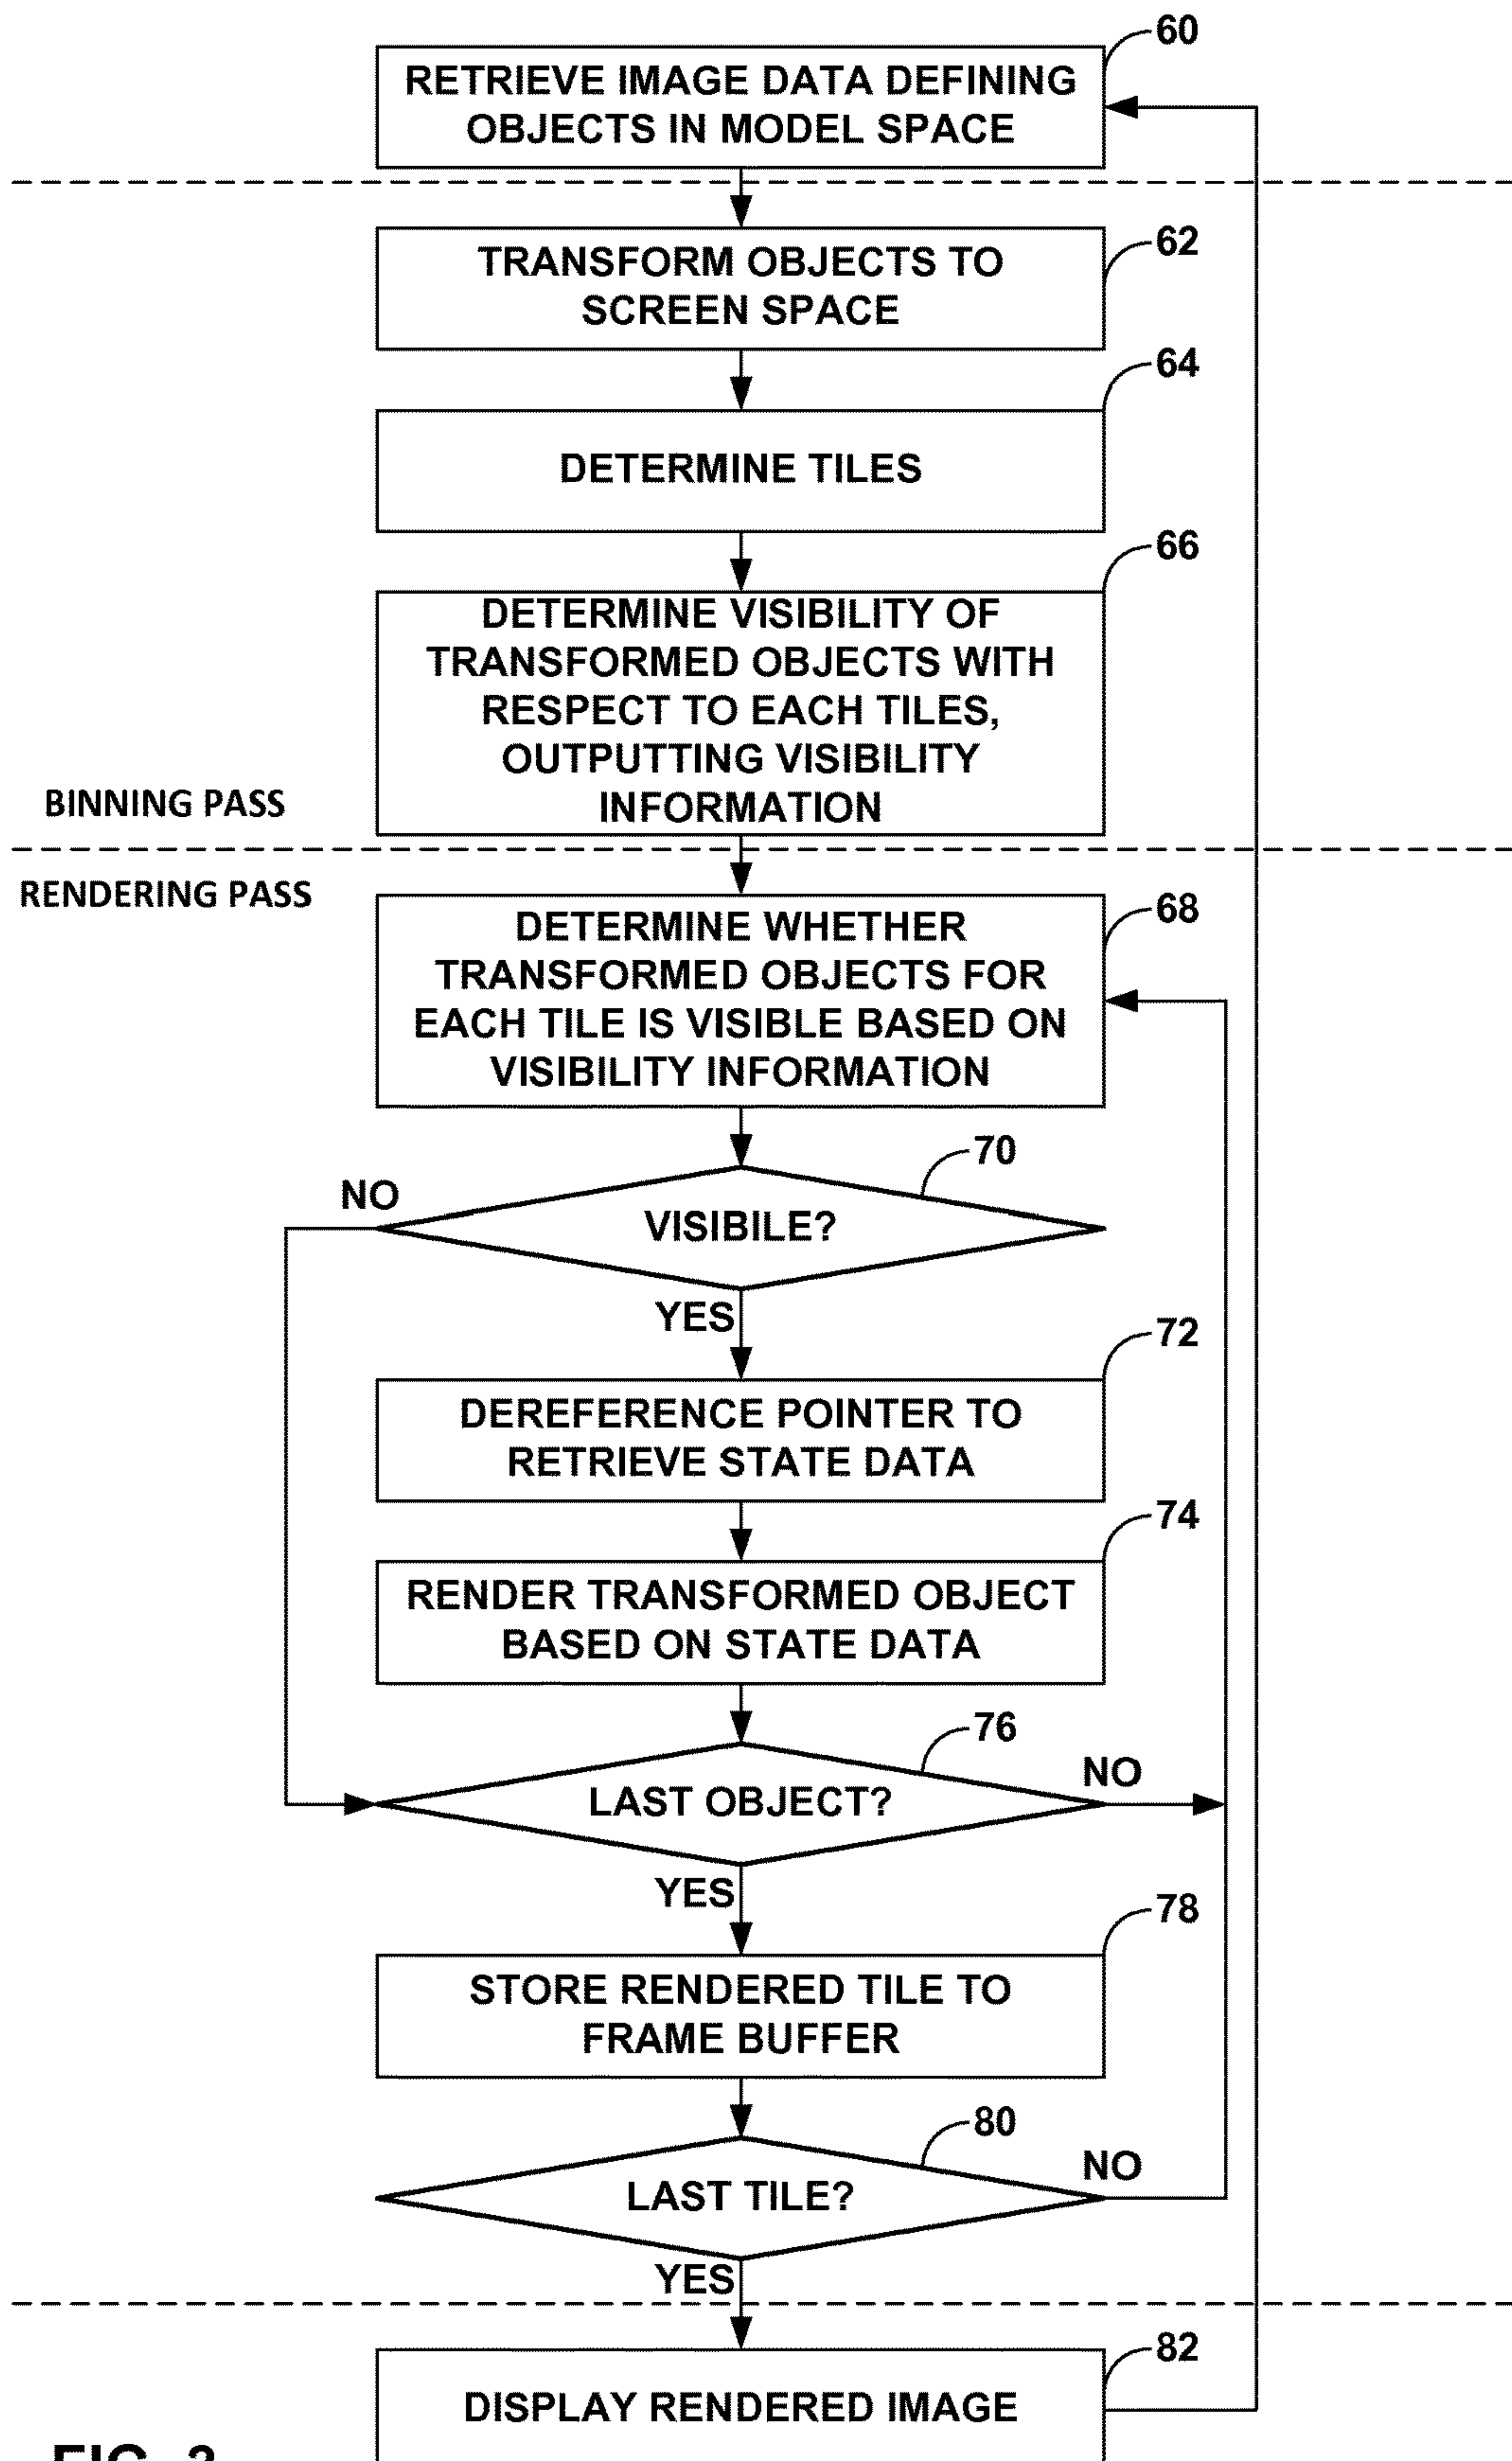 60
RETRIEVE IMAGE DATA DEFINING
OBJECTS IN MODEL SPACE
62
TRANSFORM OBJECTS TO
SCREEN SPACE
64
DETERMINE TILES
66
DETERMINE VISIBILITY OF
TRANSFORMED OBJECTS WITH
RESPECT TO EACH TILES,
OUTPUTTING VISIBILITY
INFORMATION
BINNING PASS
RENDERING PASS
68
DETERMINE WHETHER
TRANSFORMED OBJECTS FOR
EACH TILE IS VISIBLE BASED ON
VISIBILITY INFORMATION
70
NO
VISIBILE?
YES
72
DEREFERENCE POINTER TO
RETRIEVE STATE DATA
74
RENDER TRANSFORMED OBJECT
BASED ON STATE DATA
76
NO
LAST OBJECT?
YES
78
STORE RENDERED TILE TO
FRAME BUFFER
80
NO
LAST TILE?
YES
82
DISPLAY RENDERED IMAGE
FIG.